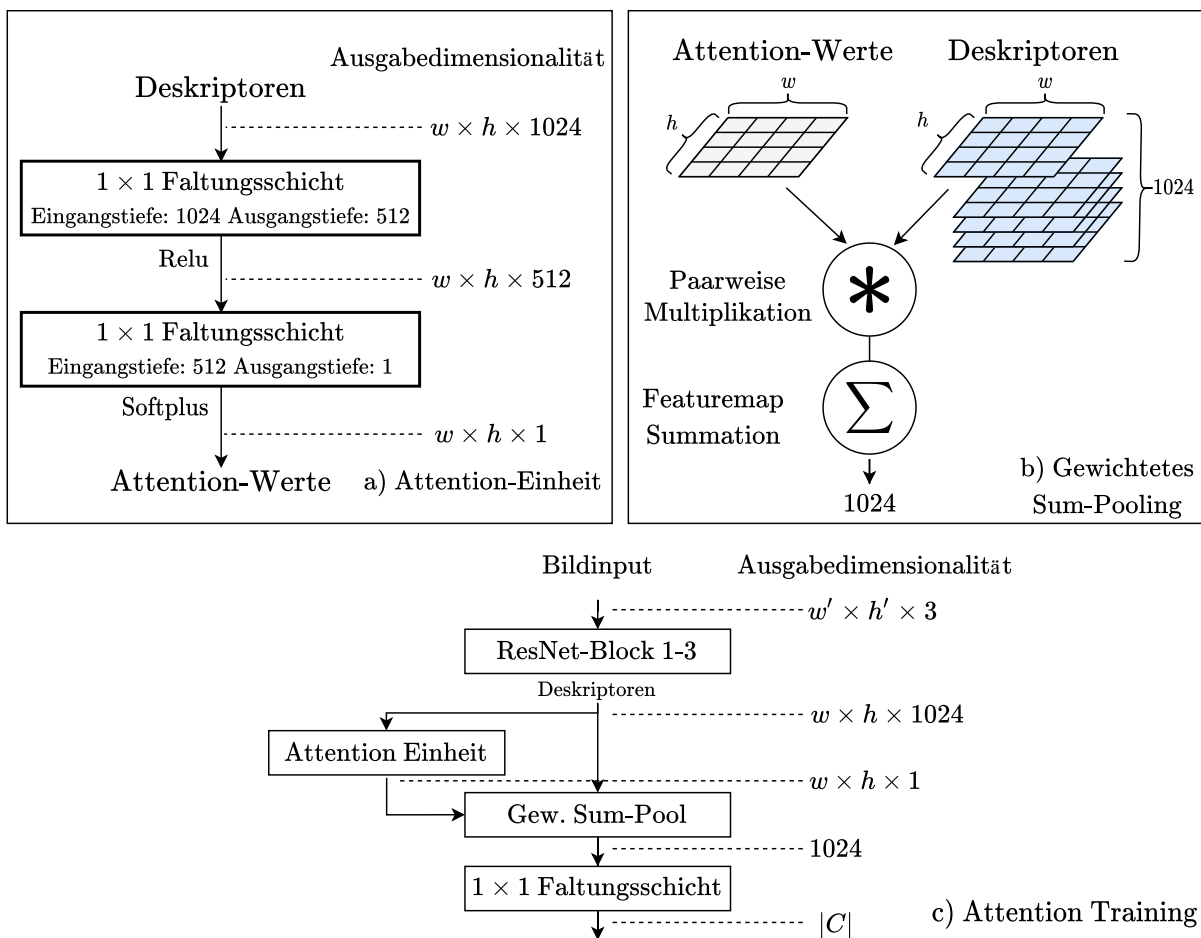 Ausgabedimensionalität
Deskriptoren
w × h × 1024
1 × 1 Faltungsschicht
Eingangstiefe: 1024 Ausgangstiefe: 512
Relu
w × h × 512
1 × 1 Faltungsschicht
Eingangstiefe: 512 Ausgangstiefe: 1
Softplus
w × h × 1
Attention-Werte
a) Attention-Einheit
Attention-Werte
Deskriptoren
w
w
h
h
1024
*
Paarweise
Multiplikation
Σ
Featuremap
Summation
1024
b) Gewichtetes
Sum-Pooling
Bildinput
Ausgabedimensionalität
w′ × h′ × 3
ResNet-Block 1-3
Deskriptoren
w × h × 1024
Attention Einheit
w × h × 1
Gew. Sum-Pool
1024
1 × 1 Faltungsschicht
|C|
c) Attention Training